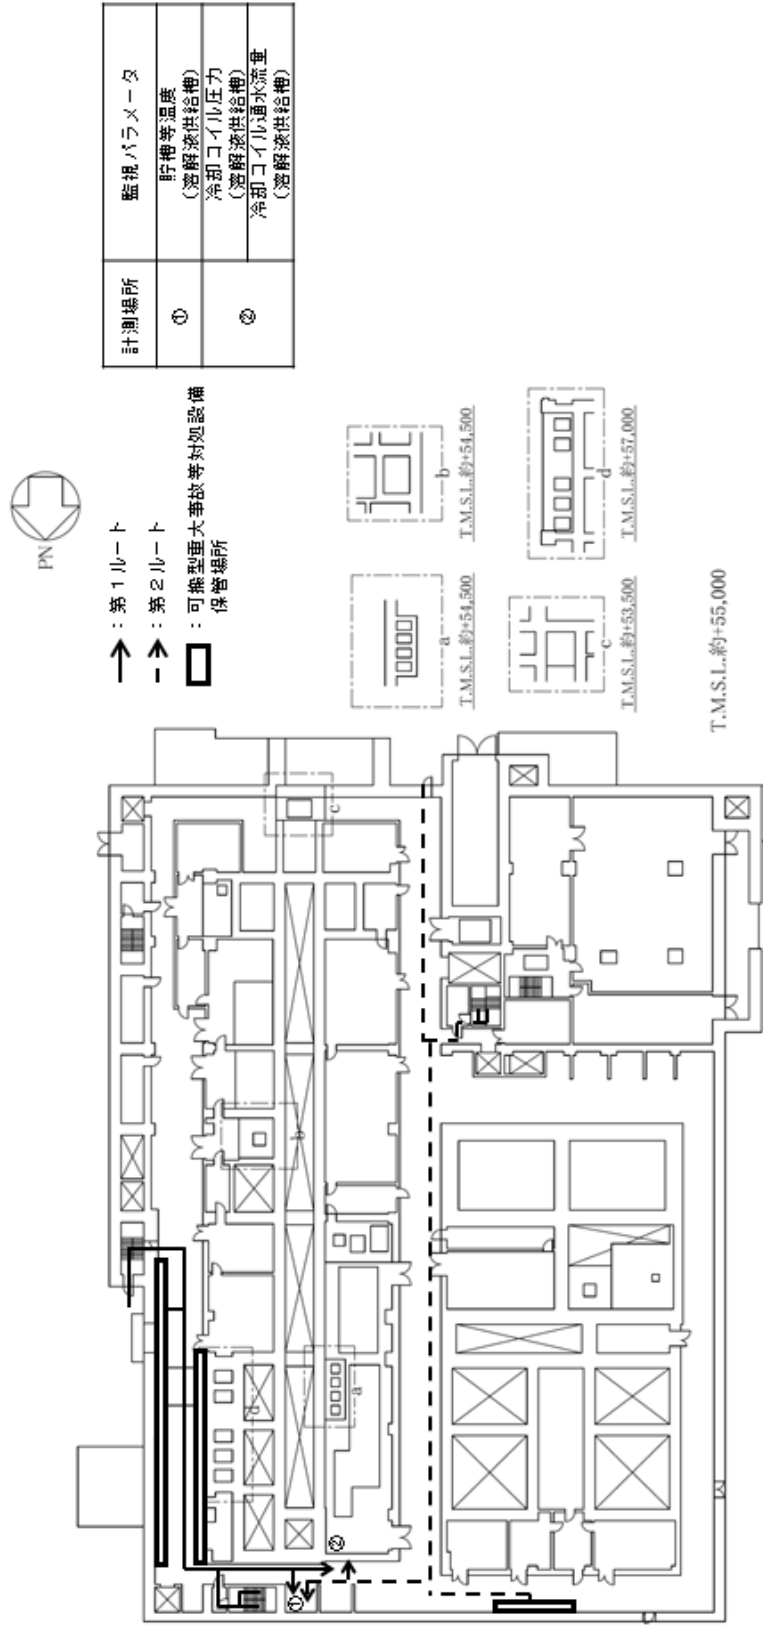 計測場所 監視パラメータ
① 貯槽等温度
(溶解液供給槽)
② 冷却コイル圧力
(溶解液供給槽)
冷却コイル通水流量
(溶解液供給槽)
PN
：第1ルート
：第2ルート
：可搬型重大事故等対処設備
保管場所
a
T.M.S.L.約+54,500
b
T.M.S.L.約+54,500
c
T.M.S.L.約+53,500
d
T.M.S.L.約+57,000
T.M.S.L.約+55,000
c
b
d
a
①
②